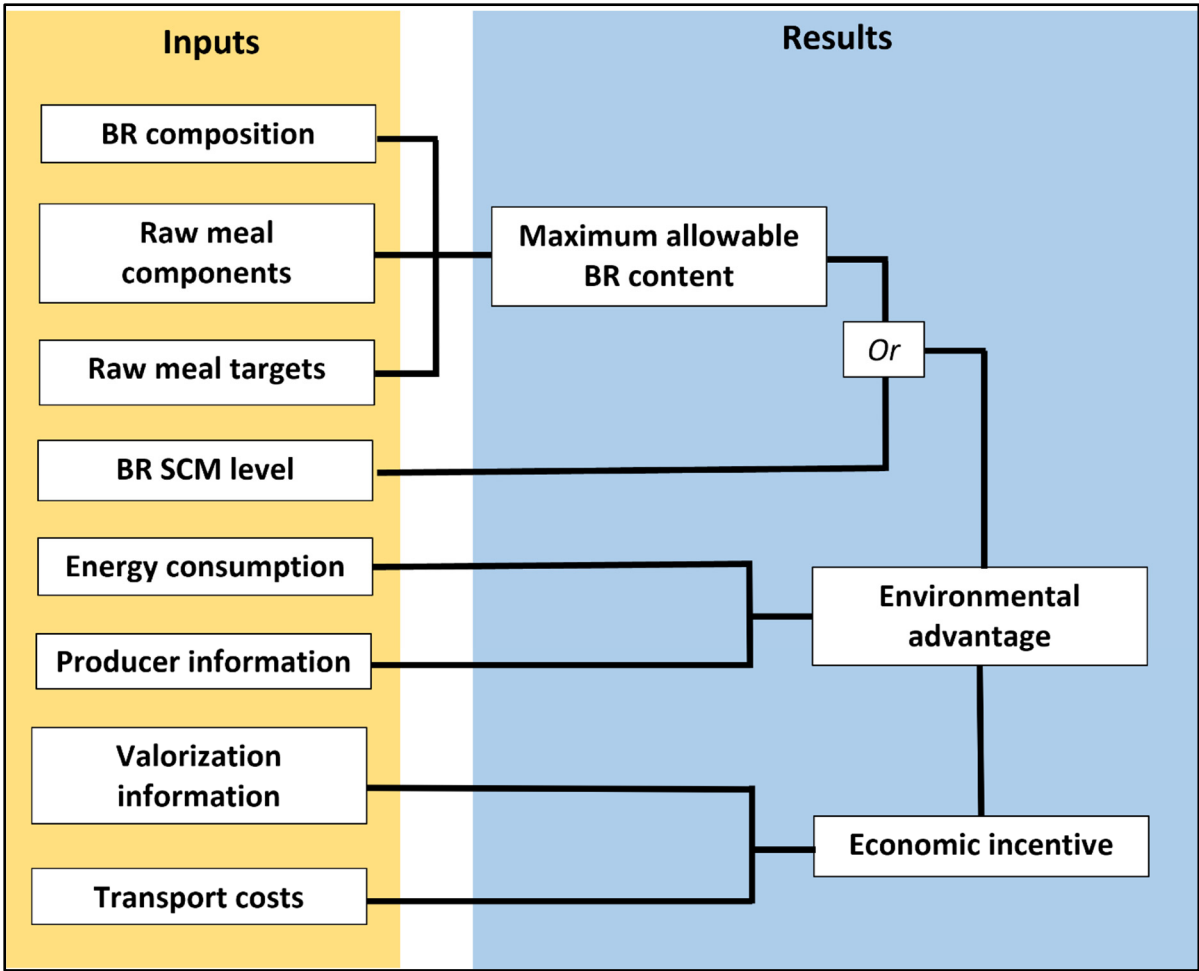 Inputs
Results
BR composition
Raw meal
components
Maximum allowable
BR content
Raw meal targets
Or
BR SCM level
Energy consumption
Environmental
advantage
Producer information
Valorization
information
Economic incentive
Transport costs